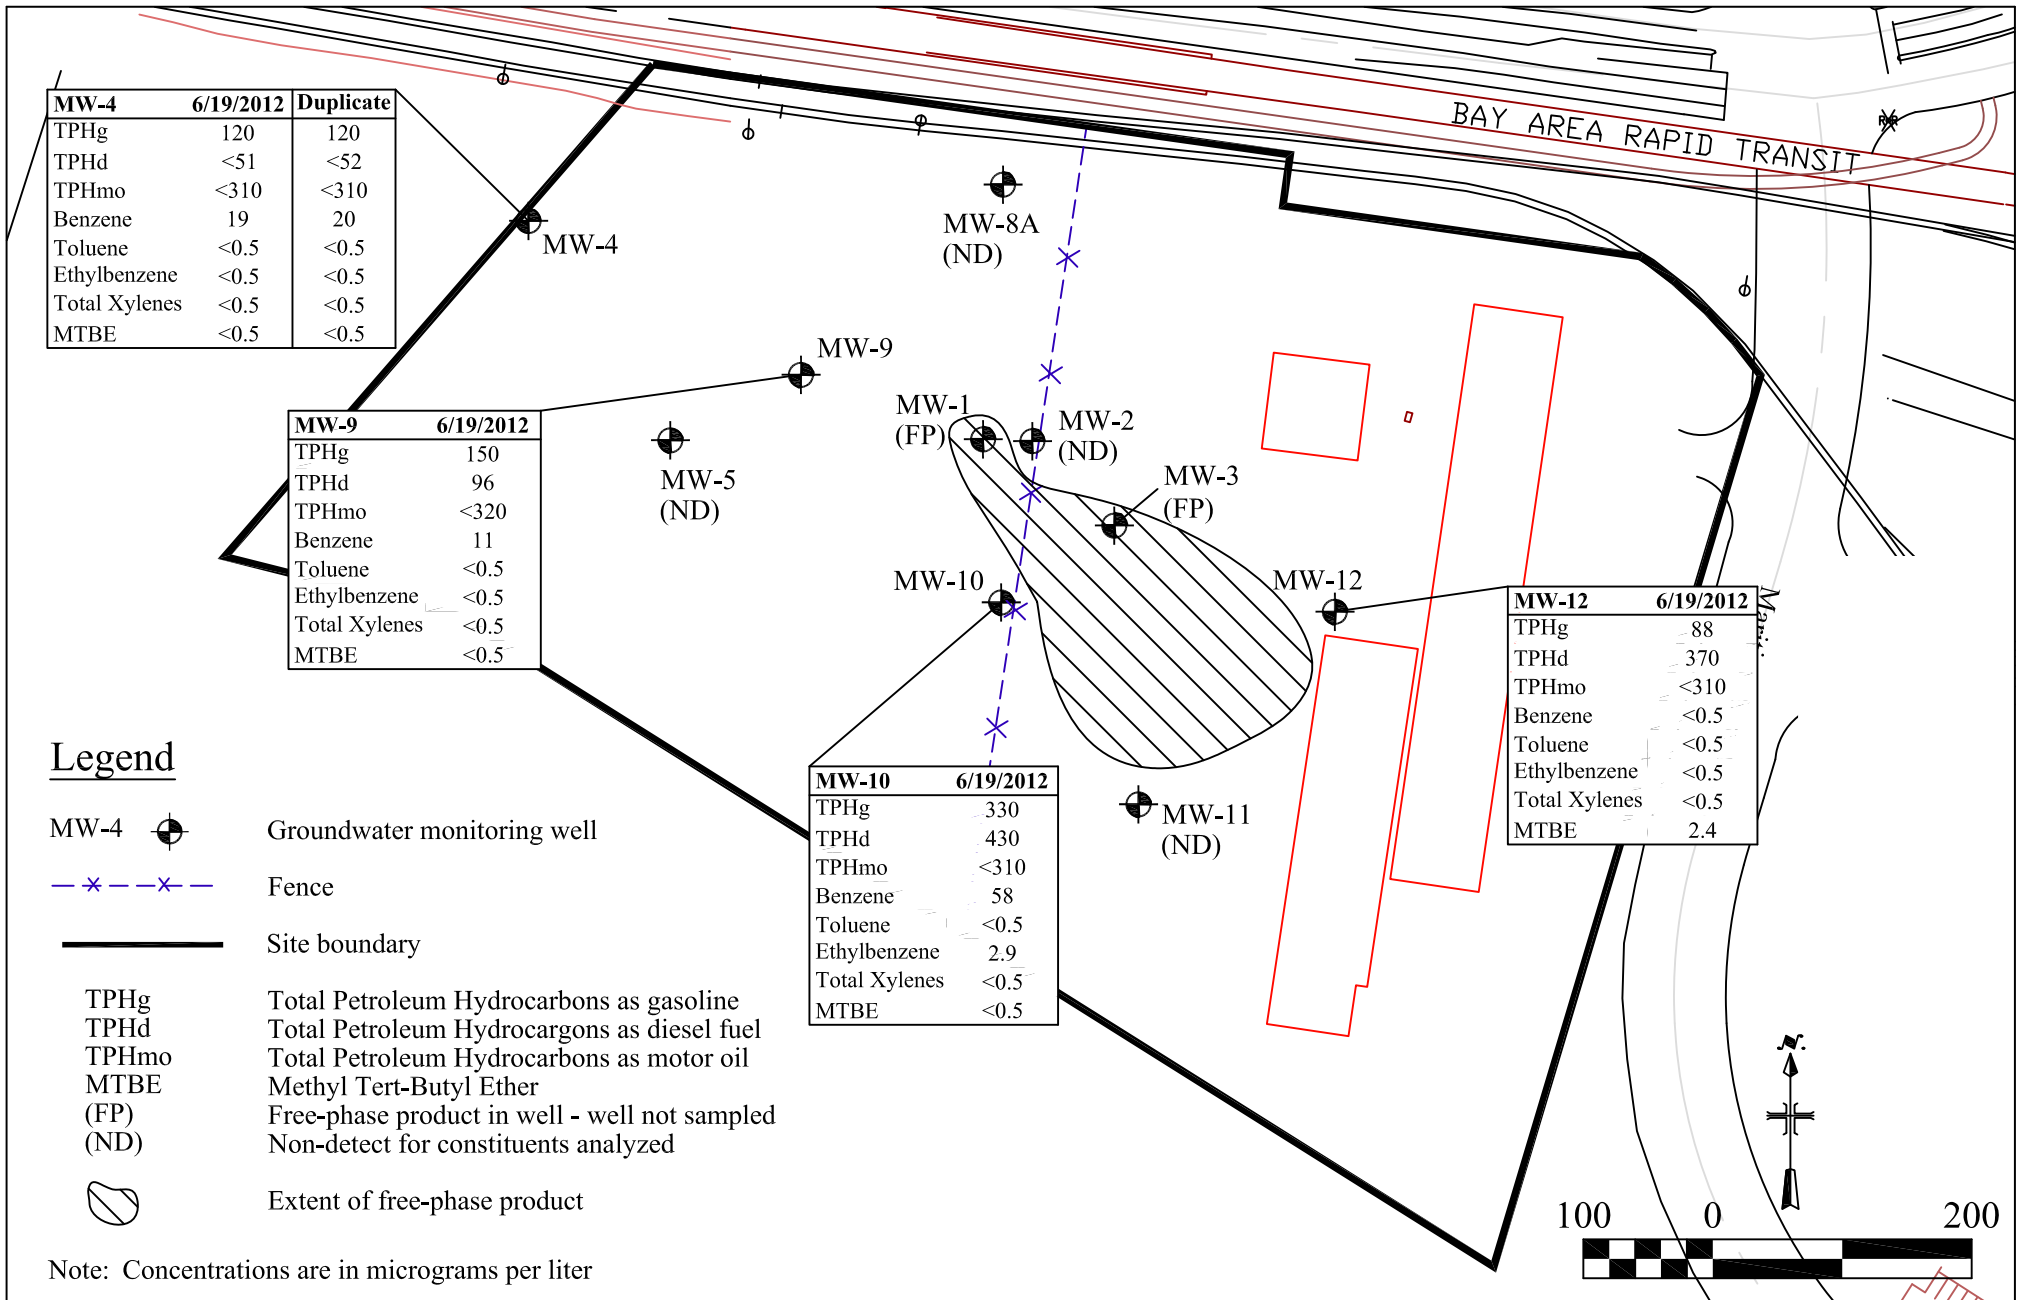 BAY AREA RAPID TRANSIT
MW-4 6/19/2012 Duplicate
TPHg 120 120
TPHd <51 <52
TPHmo <310 <310
Benzene 19 20
Toluene <0.5 <0.5
Ethylbenzene <0.5 <0.5
Total Xylenes <0.5 <0.5
MTBE <0.5 <0.5
MW-4
MW-8A
(ND)
MW-9
MW-9 6/19/2012
TPHg 150
TPHd 96
TPHmo <320
Benzene 11
Toluene <0.5
Ethylbenzene <0.5
Total Xylenes <0.5
MTBE <0.5
MW-5
(ND)
MW-1
(FP)
MW-2
(ND)
MW-3
(FP)
MW-10
MW-12
MW-12 6/19/2012
TPHg 88
TPHd 370
TPHmo <310
Benzene <0.5
Toluene <0.5
Ethylbenzene <0.5
Total Xylenes <0.5
MTBE 2.4
MW-10 6/19/2012
TPHg 330
TPHd 430
TPHmo <310
Benzene 58
Toluene <0.5
Ethylbenzene 2.9
Total Xylenes <0.5
MTBE <0.5
MW-11
(ND)
Legend
MW-4 Groundwater monitoring well
Fence
Site boundary
TPHg Total Petroleum Hydrocarbons as gasoline
TPHd Total Petroleum Hydrocargons as diesel fuel
TPHmo Total Petroleum Hydrocarbons as motor oil
MTBE Methyl Tert-Butyl Ether
(FP) Free-phase product in well - well not sampled
(ND) Non-detect for constituents analyzed
Extent of free-phase product
Note: Concentrations are in micrograms per liter
N.
100 0 200